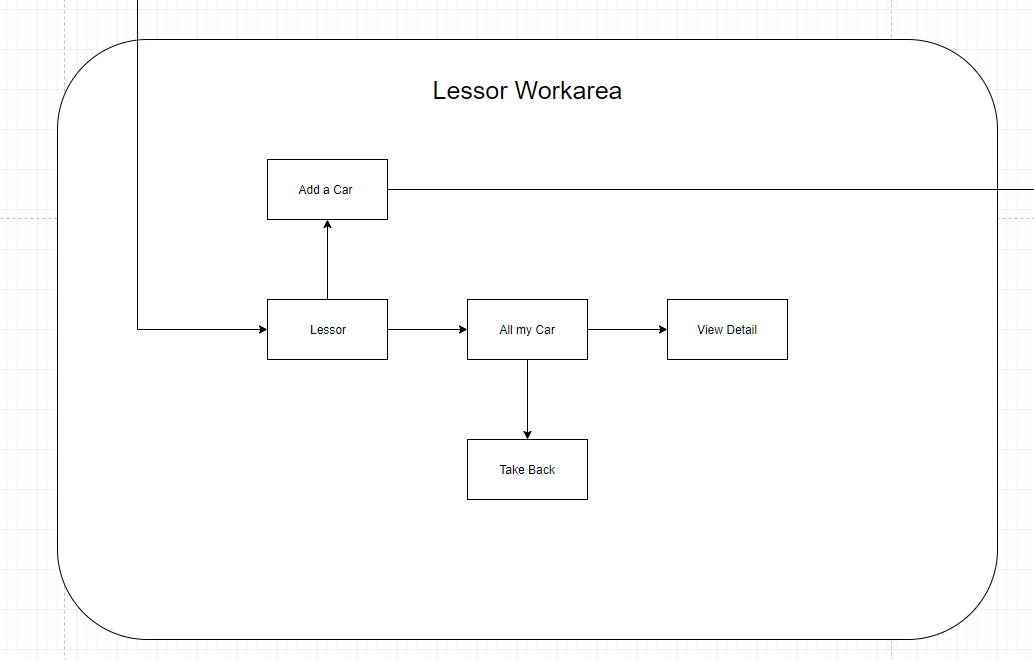 Lessor Workarea
Add a Car
Lessor
All my Car
View Detail
Take Back